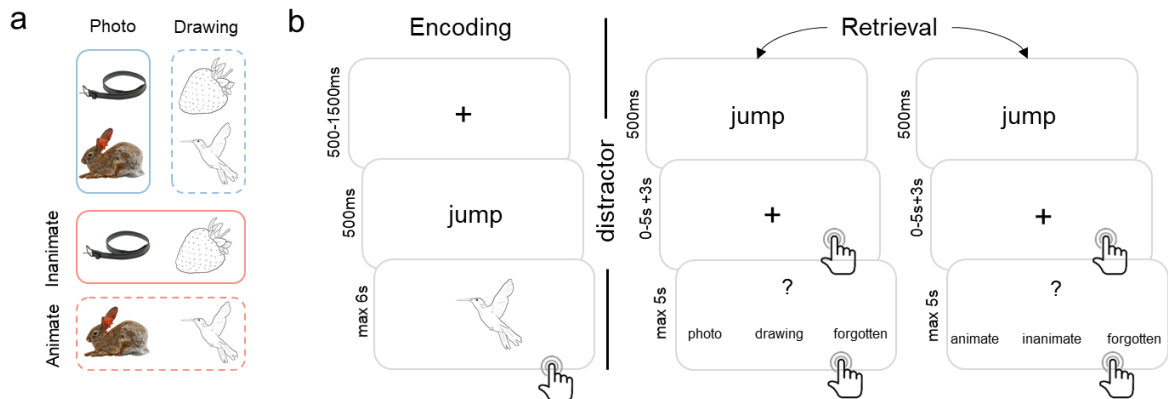 a
Photo Drawing
Inanimate
Animate
b
Encoding
500-1500ms
+
500ms
jump
max 6s
distractor
Retrieval
500ms
jump
0-5s +3s
+
max 5s
?
photo drawing forgotten
500ms
jump
0-5s+3s
+
max 5s
?
animate inanimate forgotten